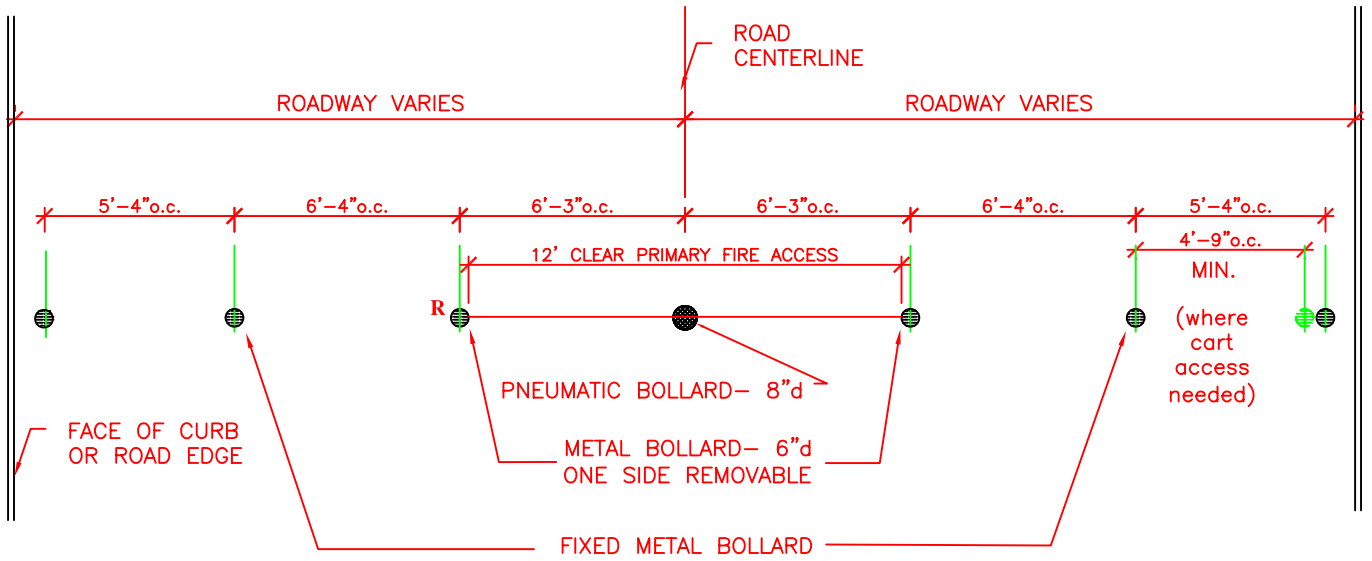 ROAD
CENTERLINE
ROADWAY VARIES
ROADWAY VARIES
5'-4"o.c.
6'-4"o.c.
6'-3"o.c.
6'-3"o.c.
6'-4"o.c.
5'-4"o.c.
4'-9"o.c.
MIN.
12' CLEAR PRIMARY FIRE ACCESS
R
(where
cart
access
needed)
PNEUMATIC BOLLARD- 8"d
FACE OF CURB
OR ROAD EDGE
METAL BOLLARD- 6"d
ONE SIDE REMOVABLE
FIXED METAL BOLLARD